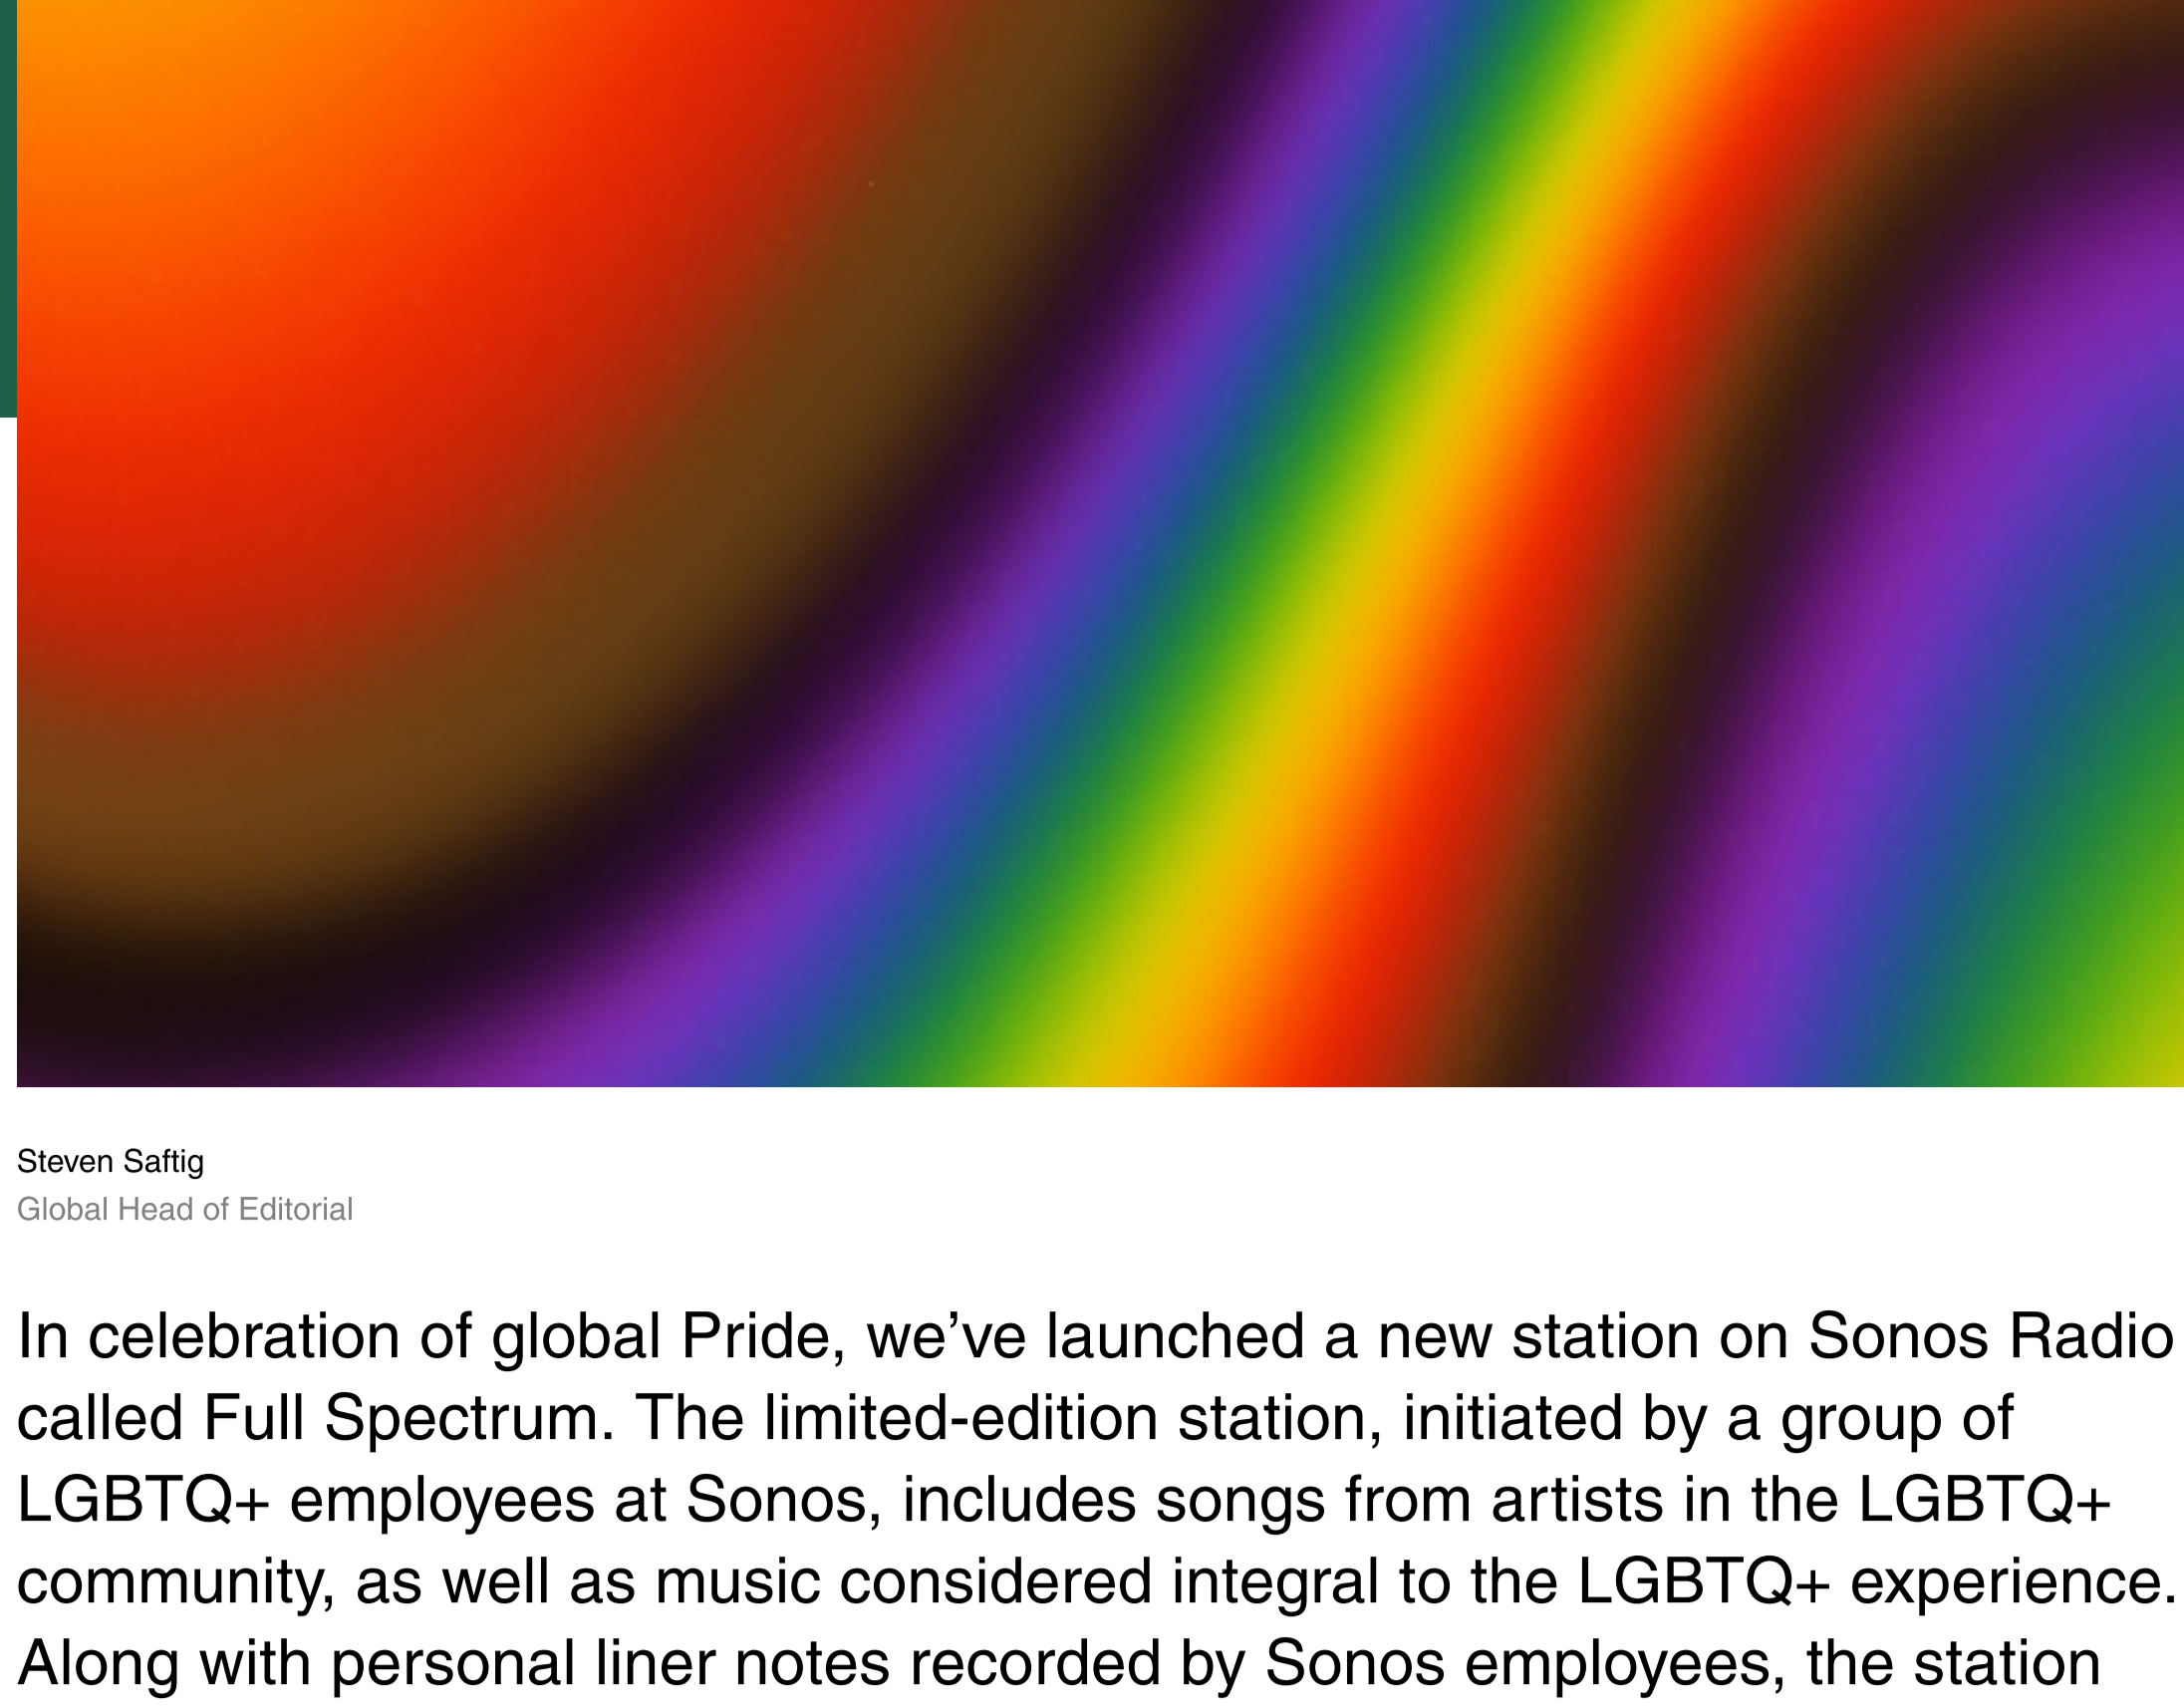 Steven Saftig
Global Head of Editorial
In celebration of global Pride, we’ve launched a new station on Sonos Radio
called Full Spectrum. The limited-edition station, initiated by a group of
LGBTQ+ employees at Sonos, includes songs from artists in the LGBTQ+
community, as well as music considered integral to the LGBTQ+ experience.
Along with personal liner notes recorded by Sonos employees, the station